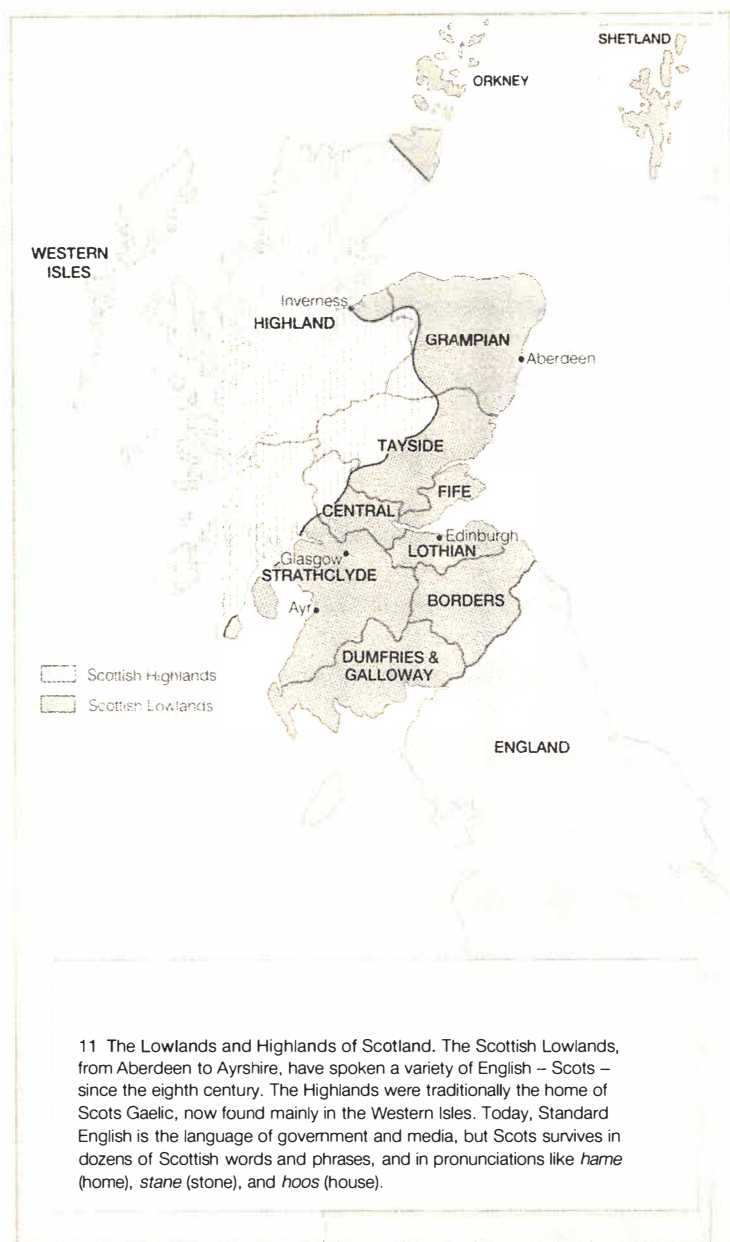 SHETLAND
ORKNEY
WESTERN
ISLES
Inverness
HIGHLAND
GRAMPIAN
Aberdeen
TAYSIDE
FIFE
CENTRAL
Edinburgh
LOTHIAN
Glasgow
STRATHCLYDE
BORDERS
Ayr
DUMFRIES &
GALLOWAY
Scottish Highlands
Scottish Lowlands
ENGLAND
11 The Lowlands and Highlands of Scotland. The Scottish Lowlands,
from Aberdeen to Ayrshire, have spoken a variety of English – Scots –
since the eighth century. The Highlands were traditionally the home of
Scots Gaelic, now found mainly in the Western Isles. Today, Standard
English is the language of government and media, but Scots survives in
dozens of Scottish words and phrases, and in pronunciations like hame
(home), stane (stone), and hoos (house).